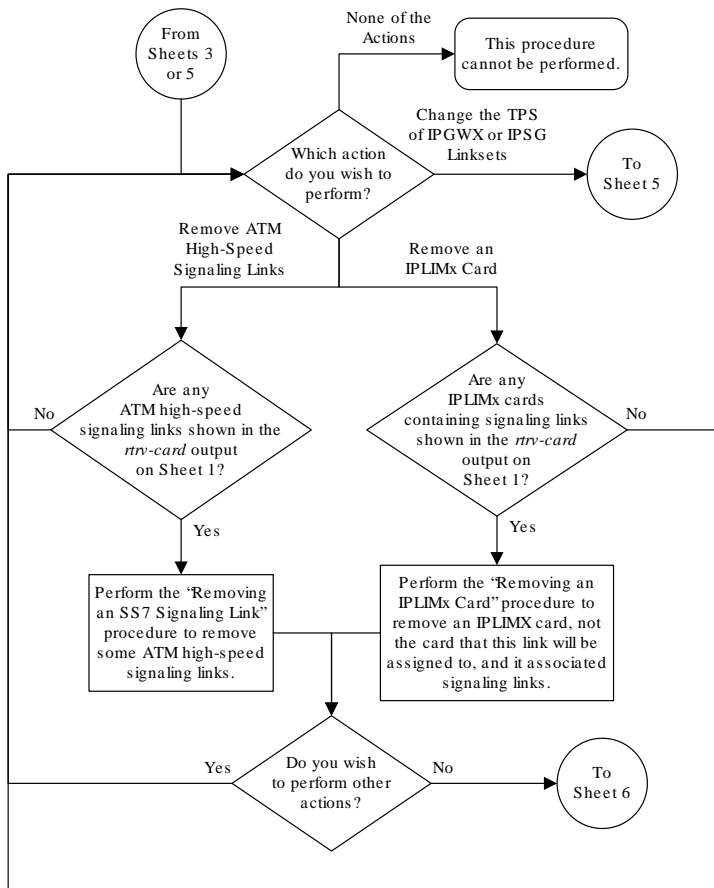 From
Sheets 3
or 5
None of the
Actions
This procedure
cannot be performed.
Change the TPS
of IPGWX or IPSG
Linksets
Which action
do you wish to
perform?
To
Sheet 5
Remove ATM
High-Speed
Signaling Links
Remove an
IPLIMx Card
Are any
ATM high-speed
signaling links shown in the
rtrv-card output
on Sheet 1?
No
Are any
IPLIMx cards
containing signaling links
shown in the rtrv-card
output on
Sheet 1?
No
Yes
Yes
Perform the “Removing
an SS7 Signaling Link”
procedure to remove
some ATM high-speed
signaling links.
Perform the “Removing an
IPLIMx Card” procedure to
remove an IPLIMX card, not
the card that this link will be
assigned to, and it associated
signaling links.
Yes
Do you wish
to perform other
actions?
No
To
Sheet 6